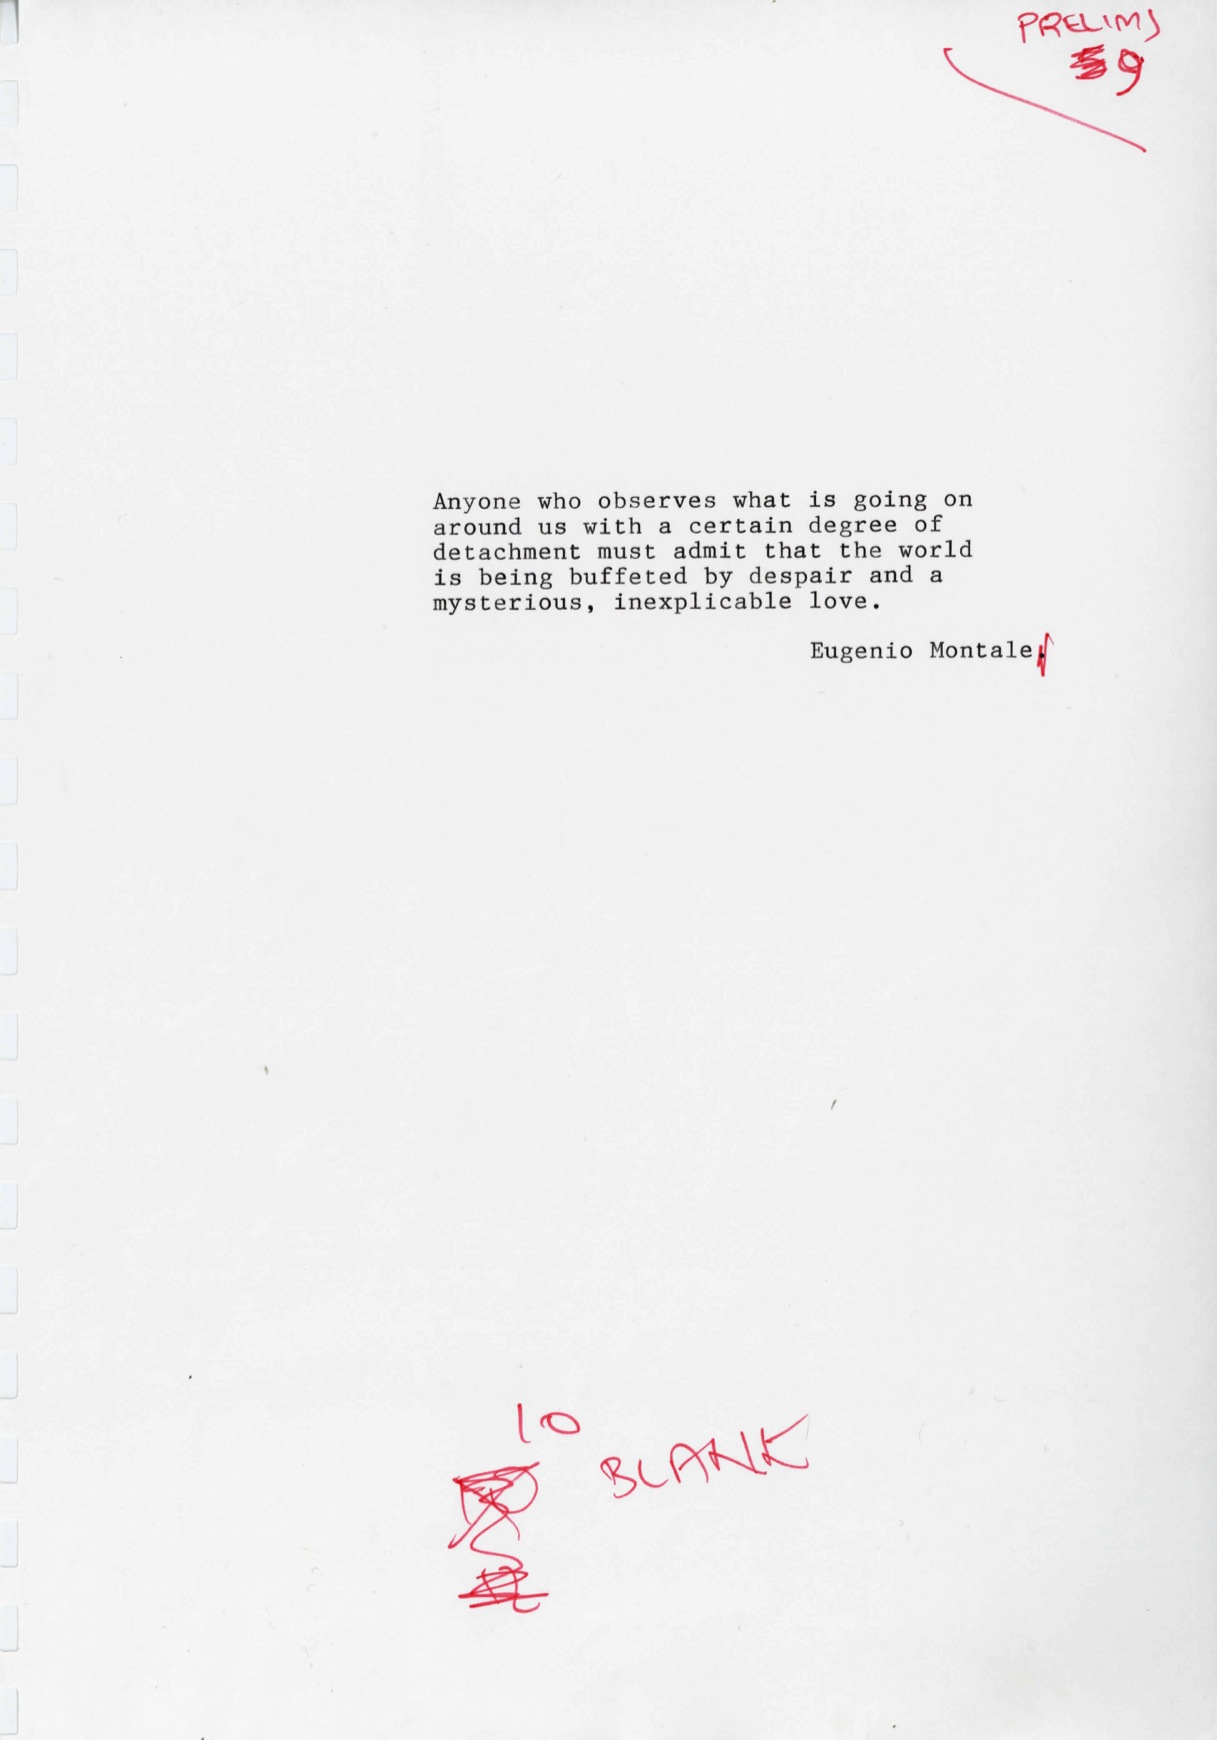 PRELIMS
9
Anyone who observes what is going on
around us with a certain degree of
detachment must admit that the world
is being buffeted by despair and a
mysterious, inexplicable love.
Eugenio Montale.
10
BLANK